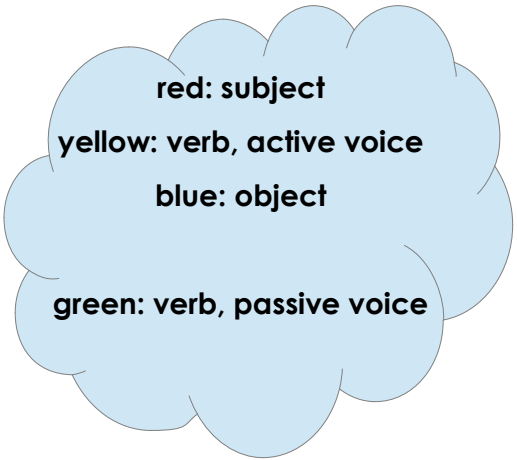 red: subject
yellow: verb, active voice
blue: object
green: verb, passive voice